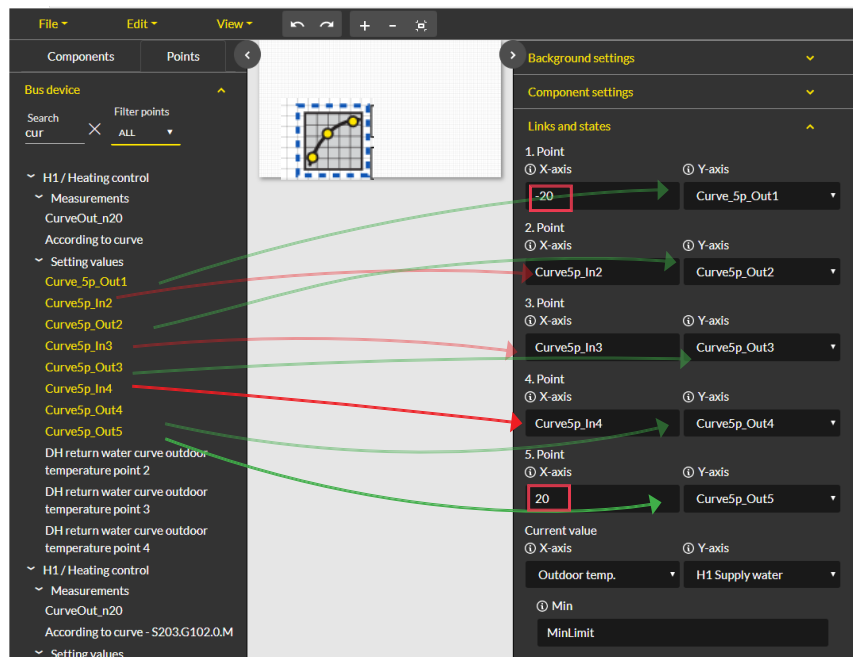 File Edit View + -
Components Points
Bus device
Search
cur
Filter points
ALL
H1 / Heating control
Measurements
CurveOut_n20
According to curve
Setting values
Curve_5p_Out1
Curve5p_In2
Curve5p_Out2
Curve5p_In3
Curve5p_Out3
Curve5p_In4
Curve5p_Out4
Curve5p_Out5
DH return water curve outdoor
temperature point 2
DH return water curve outdoor
temperature point 3
DH return water curve outdoor
temperature point 4
H1 / Heating control
Measurements
CurveOut_n20
According to curve - S203.G102.0.M
Setting values
Background settings
Component settings
Links and states
1. Point
X-axis Y-axis
-20 Curve_5p_Out1
2. Point
X-axis Y-axis
Curve5p_In2 Curve5p_Out2
3. Point
X-axis Y-axis
Curve5p_In3 Curve5p_Out3
4. Point
X-axis Y-axis
Curve5p_In4 Curve5p_Out4
5. Point
X-axis Y-axis
20 Curve5p_Out5
Current value
X-axis Y-axis
Outdoor temp. H1 Supply water
Min
MinLimit